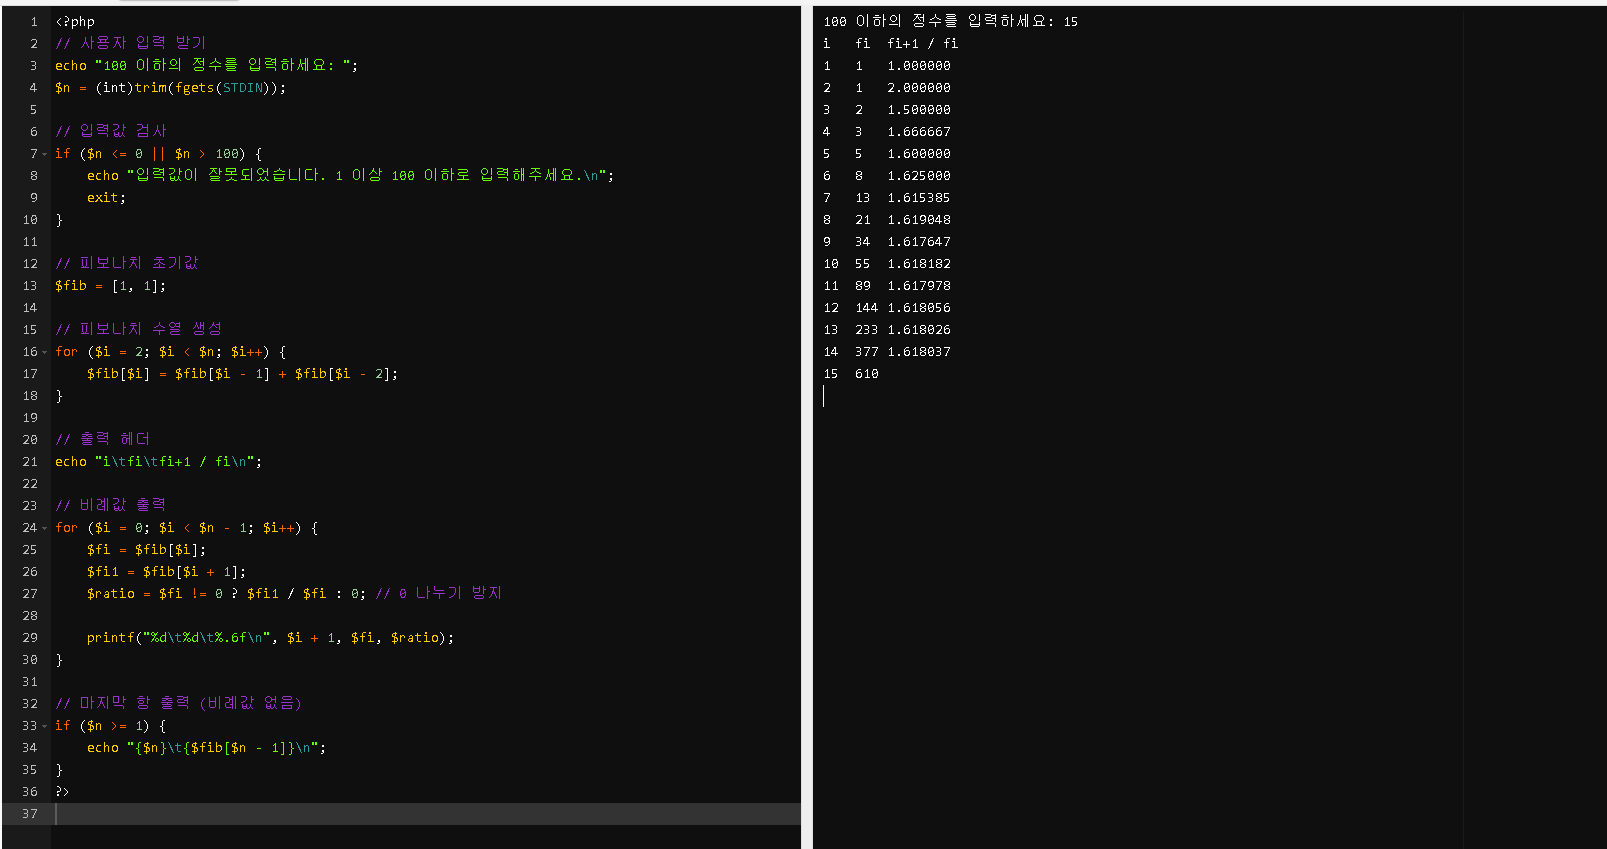 1 <?php
2 // 사용자 입력 받기
3 echo "100 이하의 정수를 입력하세요: ";
4 $n = (int)trim(fgets(STDIN));
5
6 // 입력값 검사
7 if ($n <= 0 || $n > 100) {
8     echo "입력값이 잘못되었습니다. 1 이상 100 이하로 입력해주세요.\n";
9     exit;
10 }
11
12 // 피보나치 초기값
13 $fib = [1, 1];
14
15 // 피보나치 수열 생성
16 for ($i = 2; $i < $n; $i++) {
17     $fib[$i] = $fib[$i - 1] + $fib[$i - 2];
18 }
19
20 // 출력 헤더
21 echo "i\tfi\tfi+1 / fi\n";
22
23 // 비례값 출력
24 for ($i = 0; $i < $n - 1; $i++) {
25     $fi = $fib[$i];
26     $fi1 = $fib[$i + 1];
27     $ratio = $fi != 0 ? $fi1 / $fi : 0; // 0 나누기 방지
28
29     printf("%d\t%d\t%.6f\n", $i + 1, $fi, $ratio);
30 }
31
32 // 마지막 항 출력 (비례값 없음)
33 if ($n >= 1) {
34     echo "{$n}\t{$fib[$n - 1]}\n";
35 }
36 ?>
37
100 이하의 정수를 입력하세요: 15
i fi fi+1 / fi
1 1 1.000000
2 1 2.000000
3 2 1.500000
4 3 1.666667
5 5 1.600000
6 8 1.625000
7 13 1.615385
8 21 1.619048
9 34 1.617647
10 55 1.618182
11 89 1.617978
12 144 1.618056
13 233 1.618026
14 377 1.618037
15 610